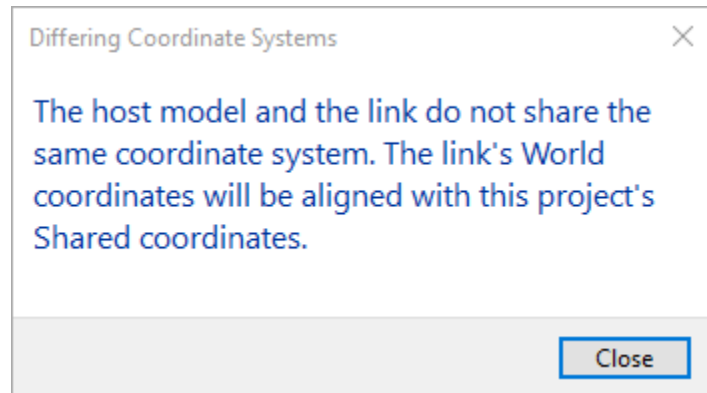 Differing Coordinate Systems
The host model and the link do not share the
same coordinate system. The link's World
coordinates will be aligned with this project's
Shared coordinates.
Close